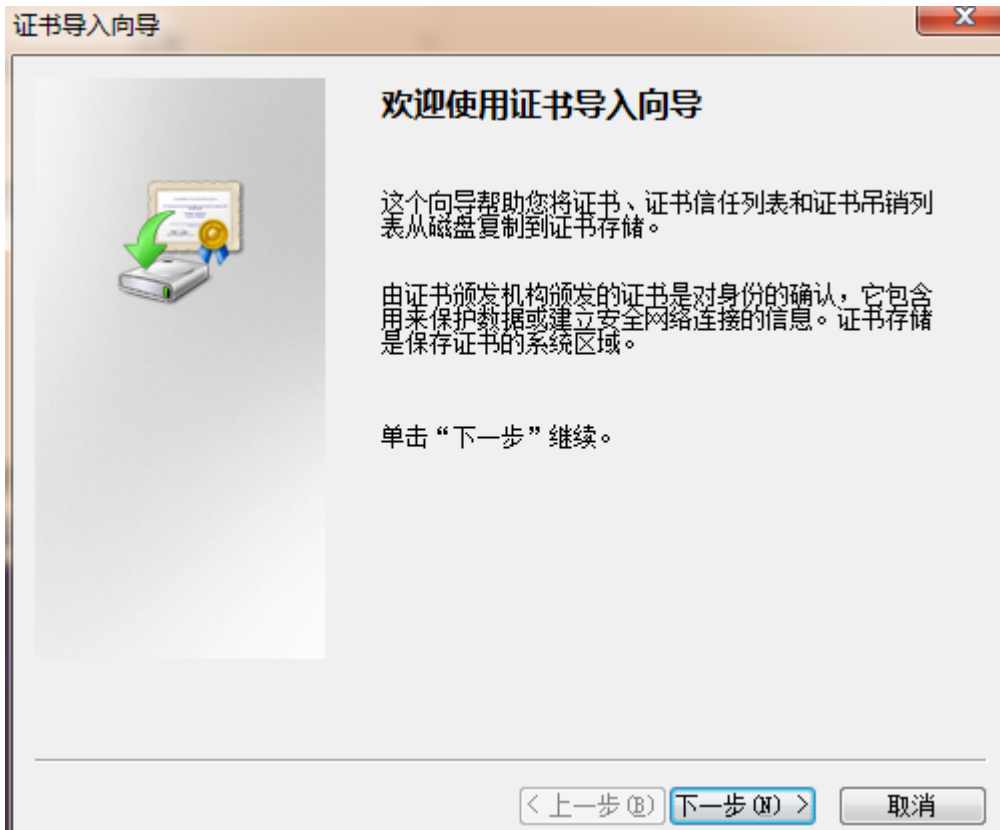 证书导入向导
欢迎使用证书导入向导
这个向导帮助您将证书、证书信任列表和证书吊销列
表从磁盘复制到证书存储。
由证书颁发机构颁发的证书是对身份的确认，它包含
用来保护数据或建立安全网络连接的信息。证书存储
是保存证书的系统区域。
单击“下一步”继续。
< 上一步(B) 下一步(N) > 取消